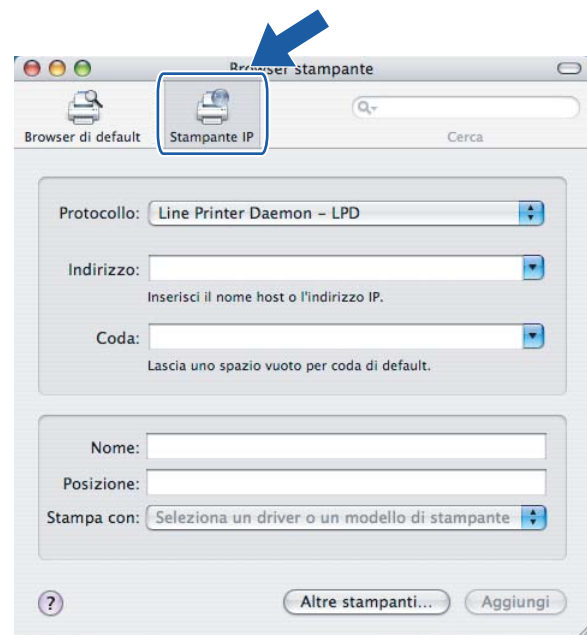 Browser stampante
Browser di default
Stampante IP
Cerca
Protocollo: Line Printer Daemon – LPD
Indirizzo:
Inserisci il nome host o l'indirizzo IP.
Coda:
Lascia uno spazio vuoto per coda di default.
Nome:
Posizione:
Stampa con: Seleziona un driver o un modello di stampante
? Altre stampanti... Aggiungi